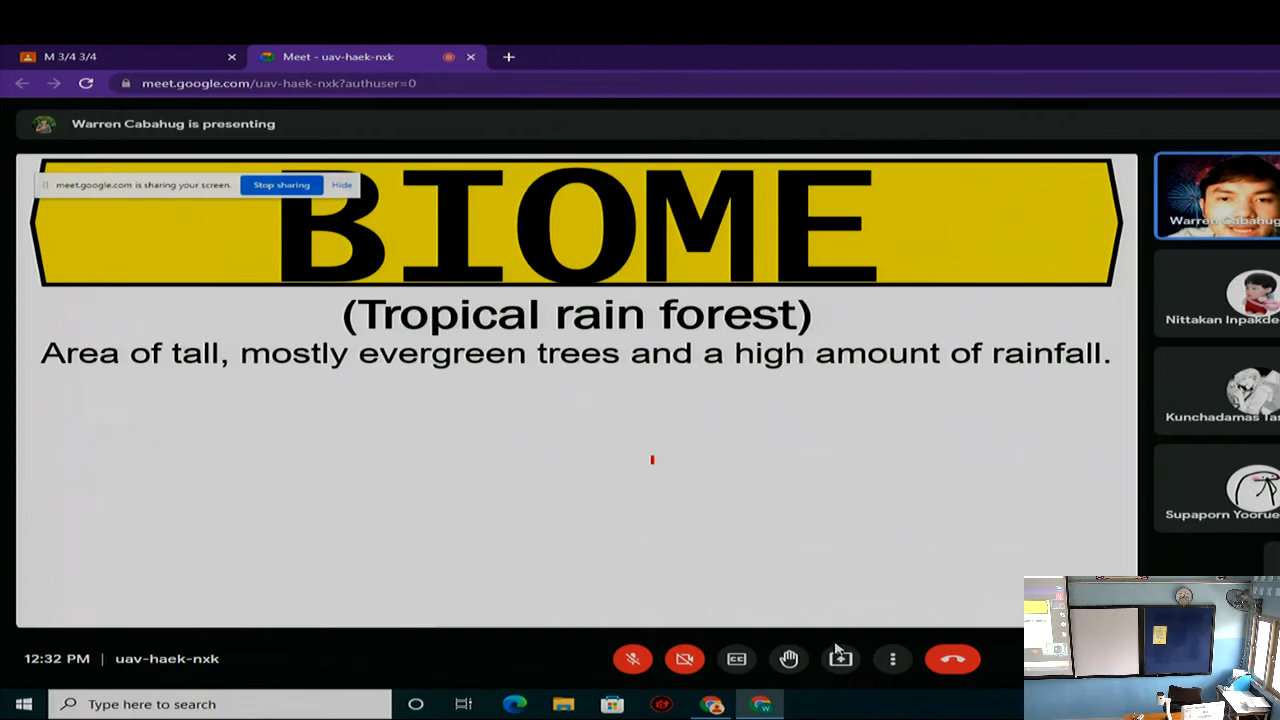 M 3/4 3/4
Meet - uav-haek-nxk
meet.google.com/uav-haek-nxk?authuser=0
Warren Cabahug is presenting
meet.google.com is sharing your screen.
Stop sharing
Hide
BIOME
(Tropical rain forest)
Area of tall, mostly evergreen trees and a high amount of rainfall.
Warren Cabahug
Nittakan Inpakde
Kunchadamas Tas
Supaporn Yoorue
12:32 PM | uav-haek-nxk
Type here to search